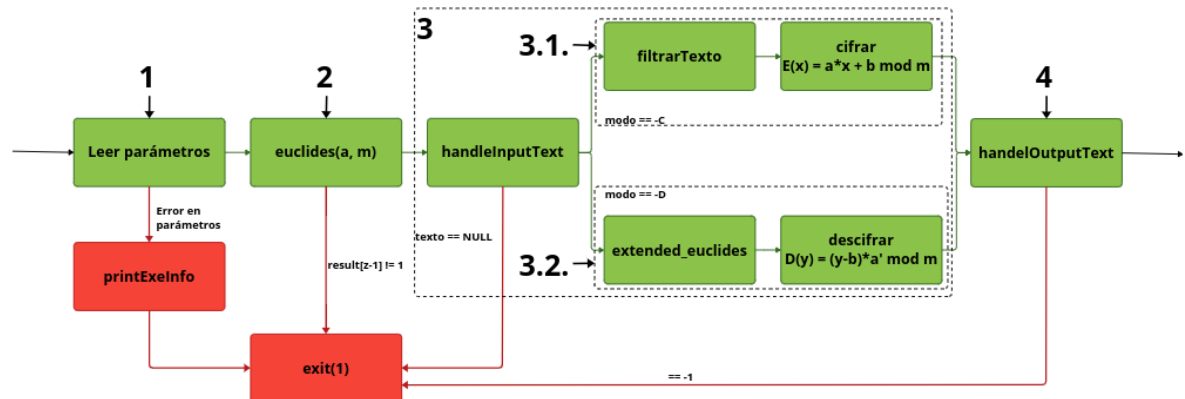 3
3.1.
filtrarTexto
cifrar
E(x) = a*x + b mod m
modo == -C
1
2
4
Leer parámetros
euclides(a, m)
handleInputText
handelOutputText
modo == -D
Error en
parámetros
texto == NULL
printExeInfo
result[z-1] != 1
3.2.
extended_euclides
descifrar
D(y) = (y-b)*a' mod m
exit(1)
== -1